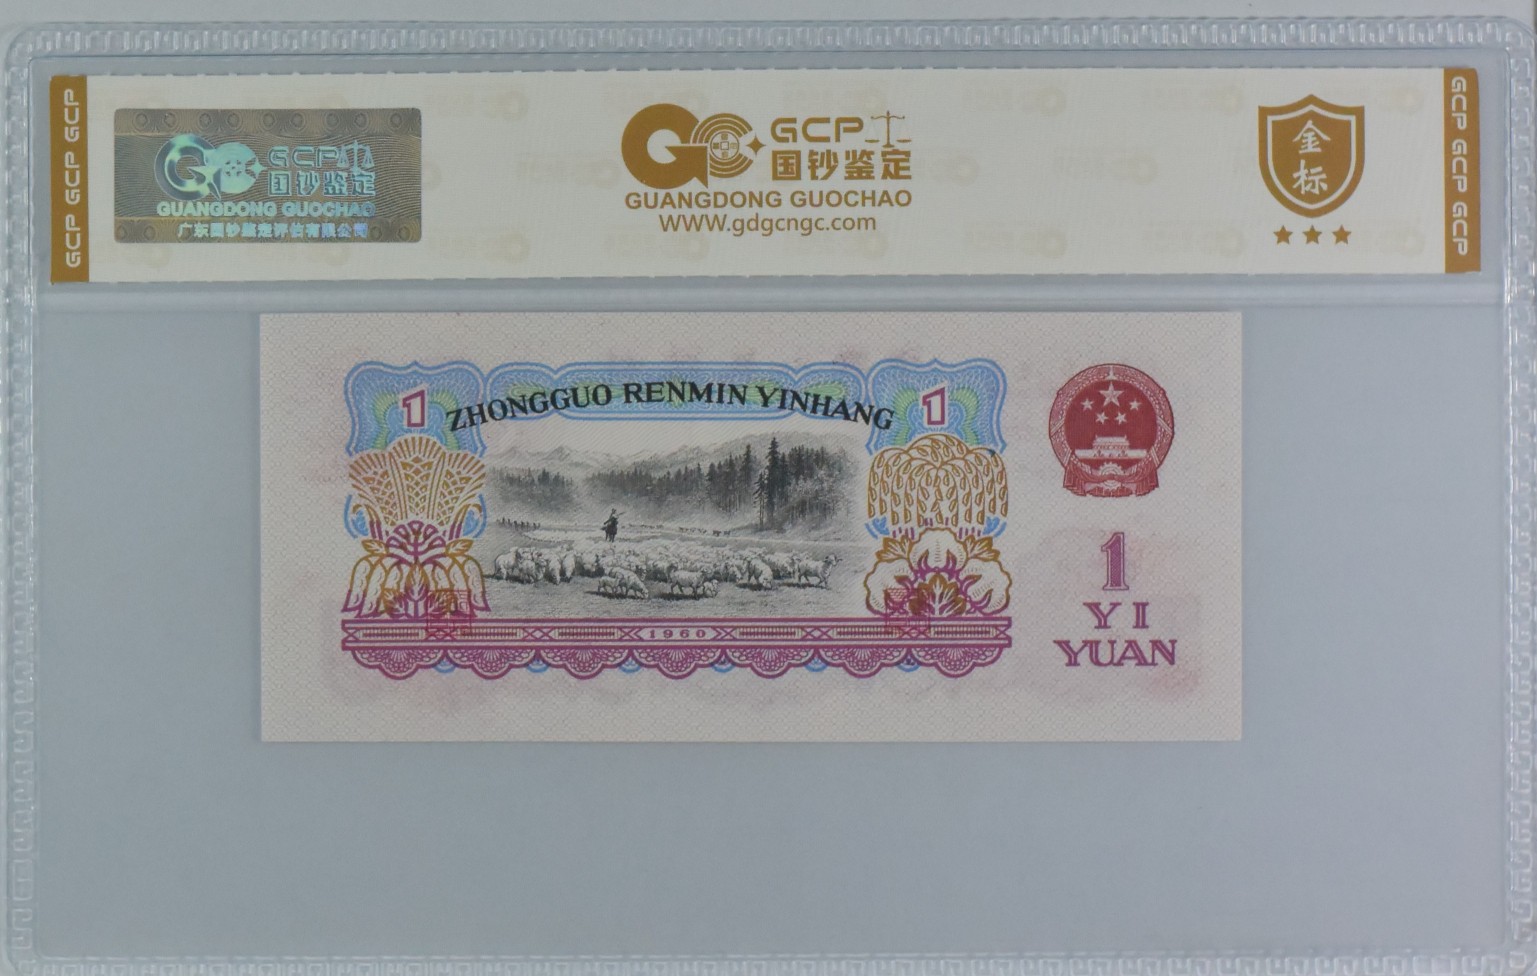 GCP GCP GCP
GCP
国钞鉴定
GUANGDONG GUOCHAO
广东国钞鉴定评估有限公司
GCP
国钞鉴定
GUANGDONG GUOCHAO
WWW.gdgcngc.com
金
标
GCP GCP GCP
1
ZHONGGUO RENMIN YINHANG
1
1960
1
YI
YUAN